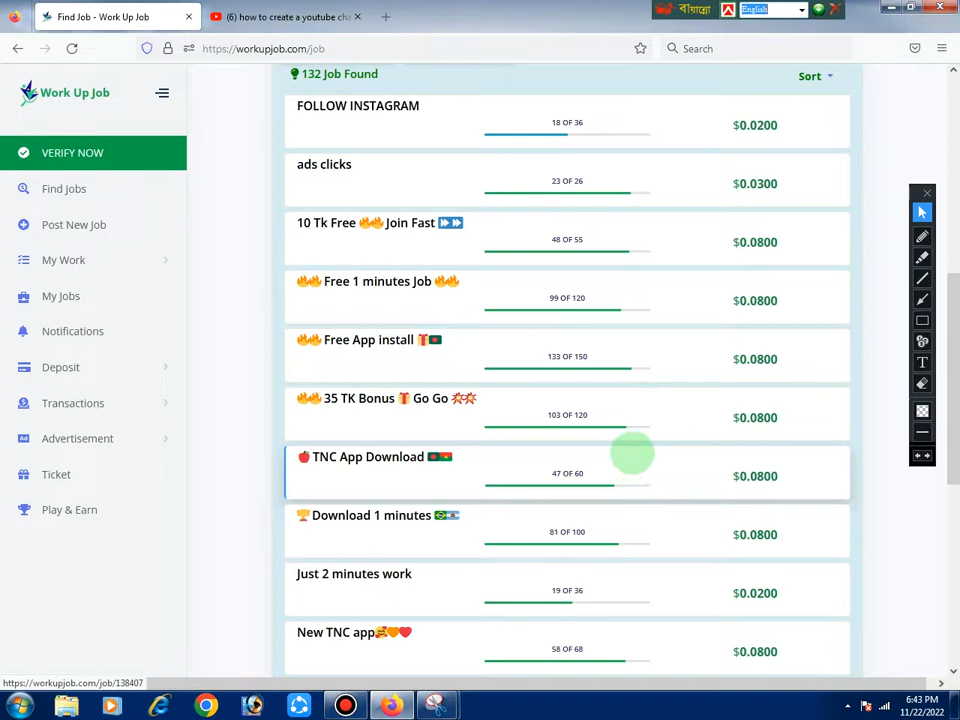 Find Job - Work Up Job
(6) how to create a youtube cha
বাংলা
English
https://workupjob.com/job
Search
Work Up Job
VERIFY NOW
Find Jobs
Post New Job
My Work
My Jobs
Notifications
Deposit
Transactions
Advertisement
Ticket
Play & Earn
132 Job Found
Sort
FOLLOW INSTAGRAM
18 OF 36
$0.0200
ads clicks
23 OF 26
$0.0300
10 Tk Free 🔥🔥Join Fast ⏩⏩
48 OF 55
$0.0800
🔥🔥 Free 1 minutes Job 🔥🔥
99 OF 120
$0.0800
🔥🔥 Free App install 🎁🇧🇩
133 OF 150
$0.0800
🔥🔥 35 TK Bonus 🎁 Go Go 💥💥
103 OF 120
$0.0800
🍎 TNC App Download 🇧🇩🇧🇫
47 OF 60
$0.0800
🏆Download 1 minutes 🇧🇷🇦🇷
81 OF 100
$0.0800
Just 2 minutes work
19 OF 36
$0.0200
New TNC app🥰🧡❤️
58 OF 68
$0.0800
https://workupjob.com/job/138407
6:43 PM
11/22/2022